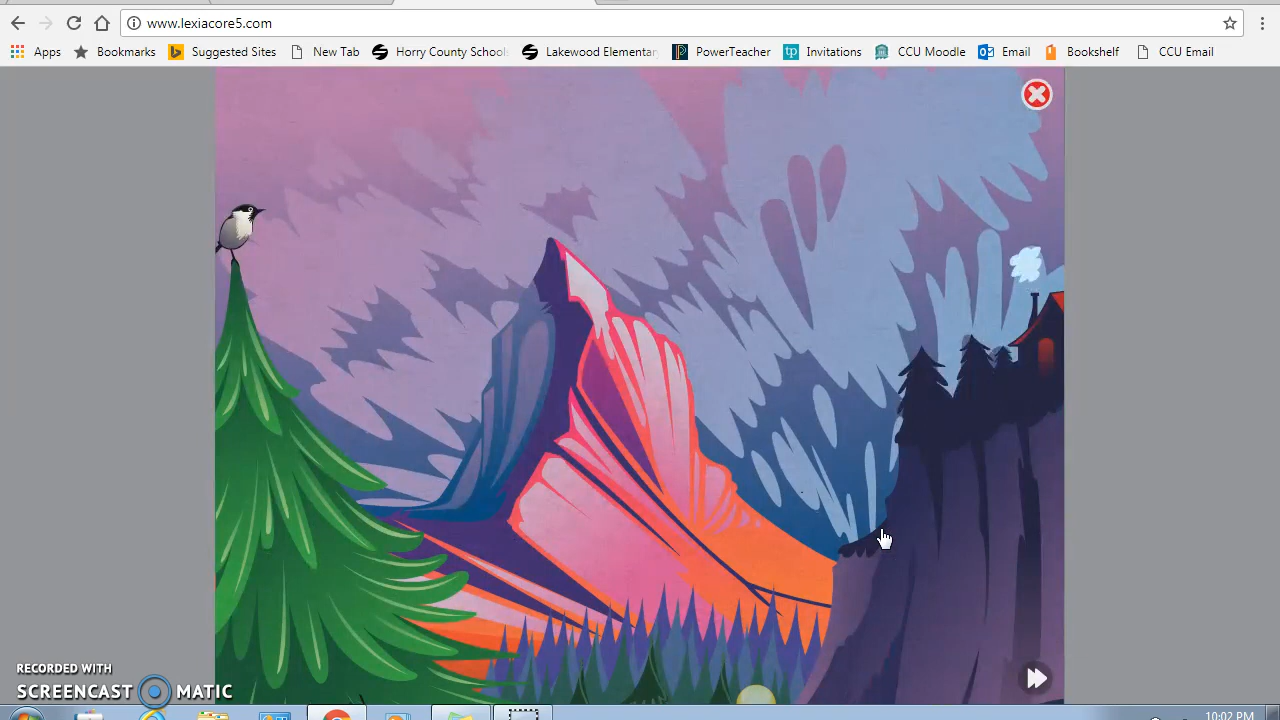 www.lexiacore5.com
Apps Bookmarks Suggested Sites New Tab Horry County Schools Lakewood Elementar PowerTeacher Invitations CCU Moodle Email Bookshelf CCU Email
RECORDED WITH
SCREENCAST MATIC
10:02 PM